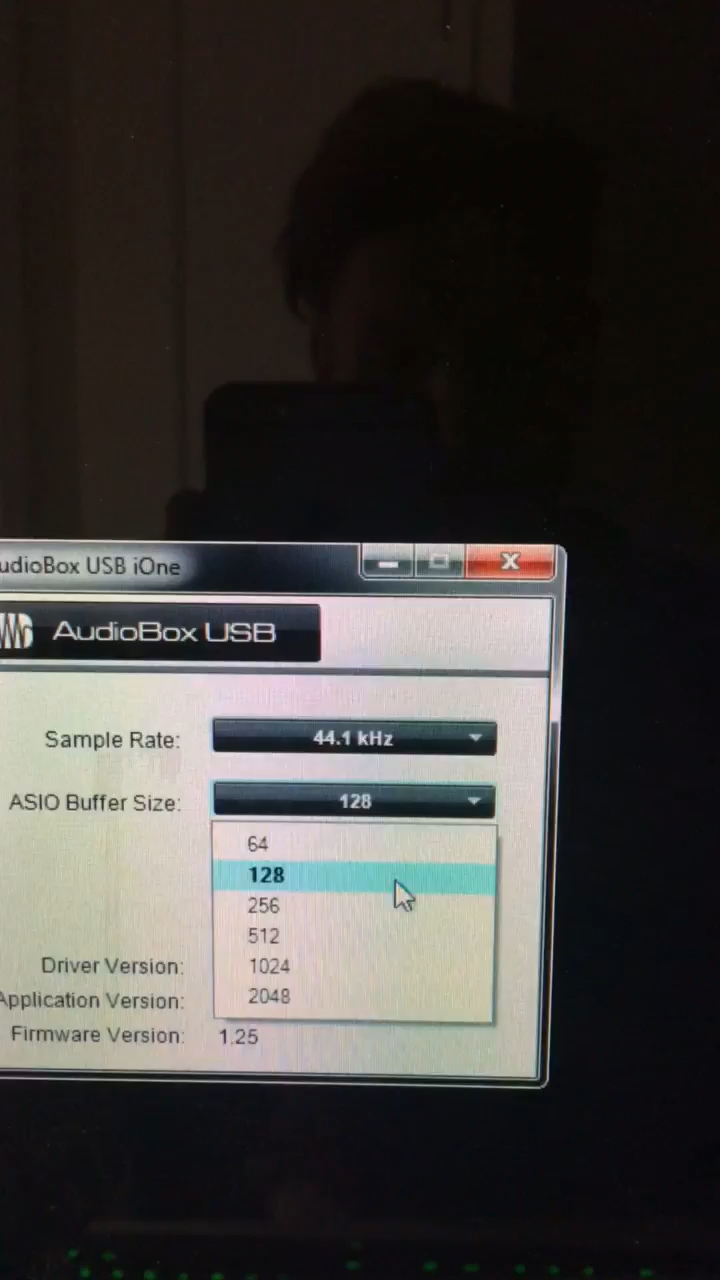 udioBox USB iOne
AudioBox USB
Sample Rate: 44.1 kHz
ASIO Buffer Size: 128
64
128
256
512
Driver Version: 1024
Application Version: 2048
Firmware Version: 1.25